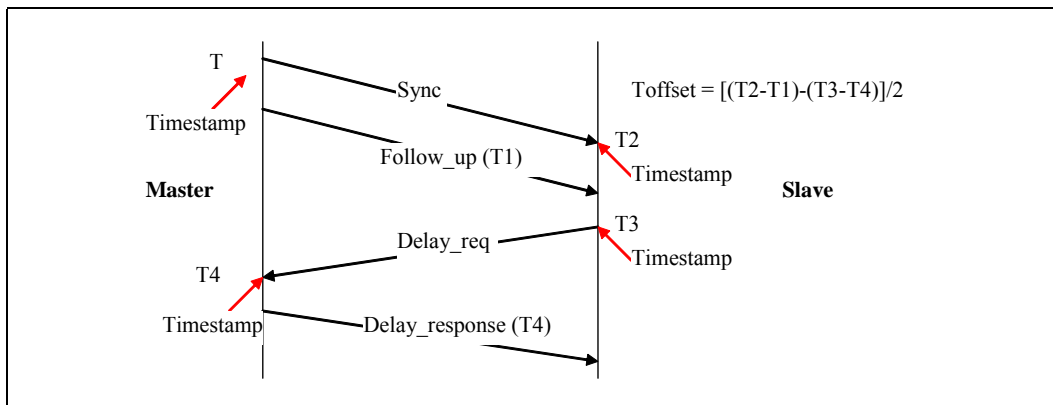 T
Sync
Toffset = [(T2-T1)-(T3-T4)]/2
Timestamp
T2
Follow_up (T1)
Timestamp
Master
Slave
T3
Delay_req
Timestamp
T4
Timestamp
Delay_response (T4)